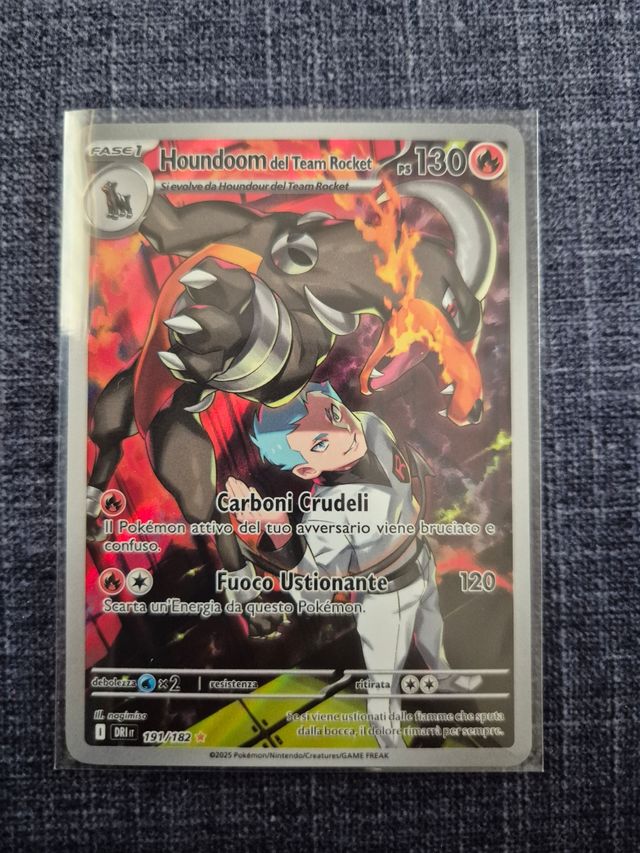 FASE 1
Houndoom del Team Rocket
PS 130
Si evolve da Houndour del Team Rocket
R
Carboni Crudeli
Il Pokémon attivo del tuo avversario viene bruciato e
confuso.
Fuoco Ustionante 120
Scarta un'Energia da questo Pokémon.
debolezza ×2 resistenza ritirata
Ill. nagimiso
I DRI IT 191/182
Se si viene ustionati dalle fiamme che sputa
dalla bocca, il dolore rimarrà per sempre.
©2025 Pokémon/Nintendo/Creatures/GAME FREAK